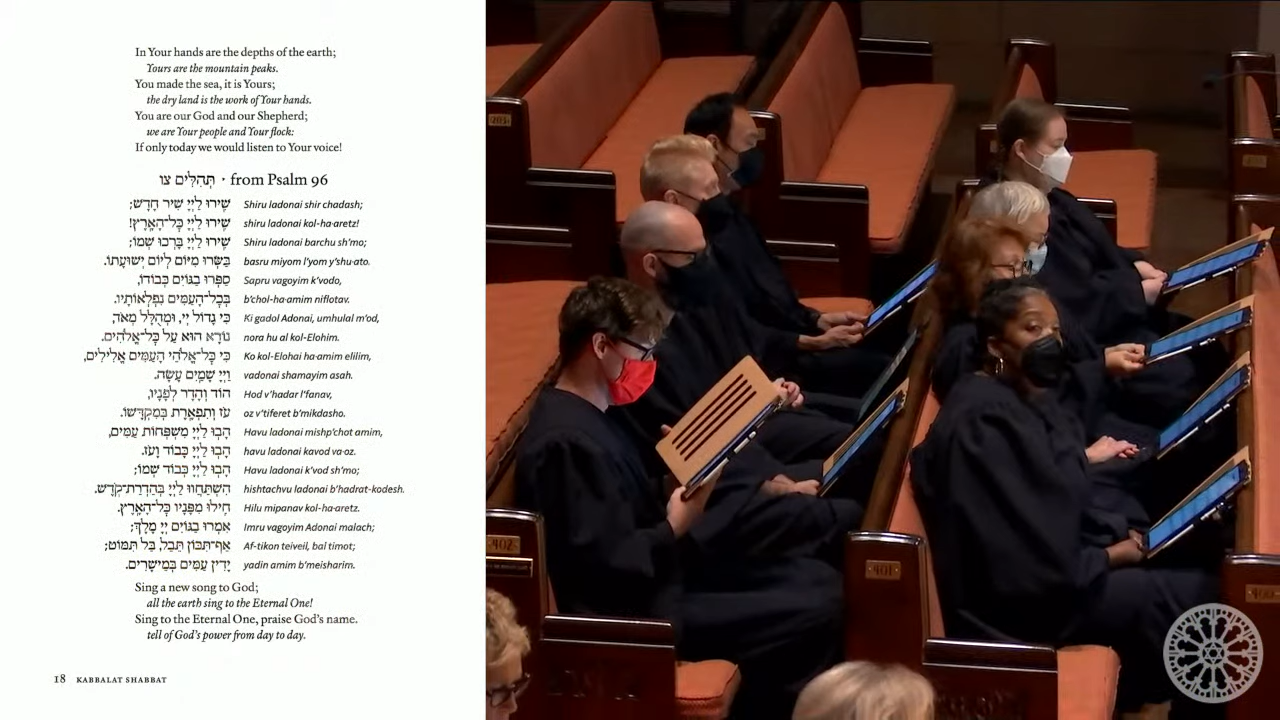 In Your hands are the depths of the earth;
Yours are the mountain peaks.
You made the sea, it is Yours;
the dry land is the work of Your hands.
You are our God and our Shepherd;
we are Your people and Your flock:
If only today we would listen to Your voice!
תְּהִלִּים צו · from Psalm 96
שִׁירוּ לַייָ שִׁיר חָדָשׁ; Shiru ladonai shir chadash;
שִׁירוּ לַייָ כׇּל־הָאָרֶץ! shiru ladonai kol-ha·aretz!
שִׁירוּ לַייָ בָּרְכוּ שְׁמוֹ; Shiru ladonai barchu sh'mo;
בַּשְּׂרוּ מִיּוֹם לְיוֹם יְשׁוּעָתוֹ. basru miyom l'yom y'shu·ato.
סַפְּרוּ בַגּוֹיִם כְּבוֹדוֹ, Sapru vagoyim k'vodo,
בְּכׇל־הָעַמִּים נִפְלְאוֹתָיו. b'chol-ha·amim niflotav.
כִּי גָדוֹל יְיָ, וּמְהֻלָּל מְאֹד, Ki gadol Adonai, umhulal m'od,
נוֹרָא הוּא עַל כׇּל־אֱלֹהִים. nora hu al kol-Elohim.
כִּי כׇּל־אֱלֹהֵי הָעַמִּים אֱלִילִים, Ko kol-Elohai ha·amim elilim,
וַייָ שָׁמַיִם עָשָׂה. vadonai shamayim asah.
הוֹד וְהָדָר לְפָנָיו, Hod v'hadar l'fanav,
עֹז וְתִפְאֶרֶת בְּמִקְדָּשׁוֹ. oz v'tiferet b'mikdasho.
הָבוּ לַייָ מִשְׁפְּחוֹת עַמִּים, Havu ladonai mishp'chot amim,
הָבוּ לַייָ כָּבוֹד וָעֹז. havu ladonai kavod va·oz.
הָבוּ לַייָ כְּבוֹד שְׁמוֹ; Havu ladonai k'vod sh'mo;
הִשְׁתַּחֲווּ לַייָ בְּהַדְרַת־קֹדֶשׁ. hishtachvu ladonai b'hadrat-kodesh.
חִילוּ מִפָּנָיו כׇּל־הָאָרֶץ. Hilu mipanav kol-ha·aretz.
אִמְרוּ בַגּוֹיִם יְיָ מָלָךְ; Imru vagoyim Adonai malach;
אַף־תִּכּוֹן תֵּבֵל, בַּל תִּמּוֹט; Af-tikon teiveil, bal timot;
יָדִין עַמִּים בְּמֵישָׁרִים. yadin amim b'meisharim.
Sing a new song to God;
all the earth sing to the Eternal One!
Sing to the Eternal One, praise God's name.
tell of God's power from day to day.
18 KABBALAT SHABBAT
402
401